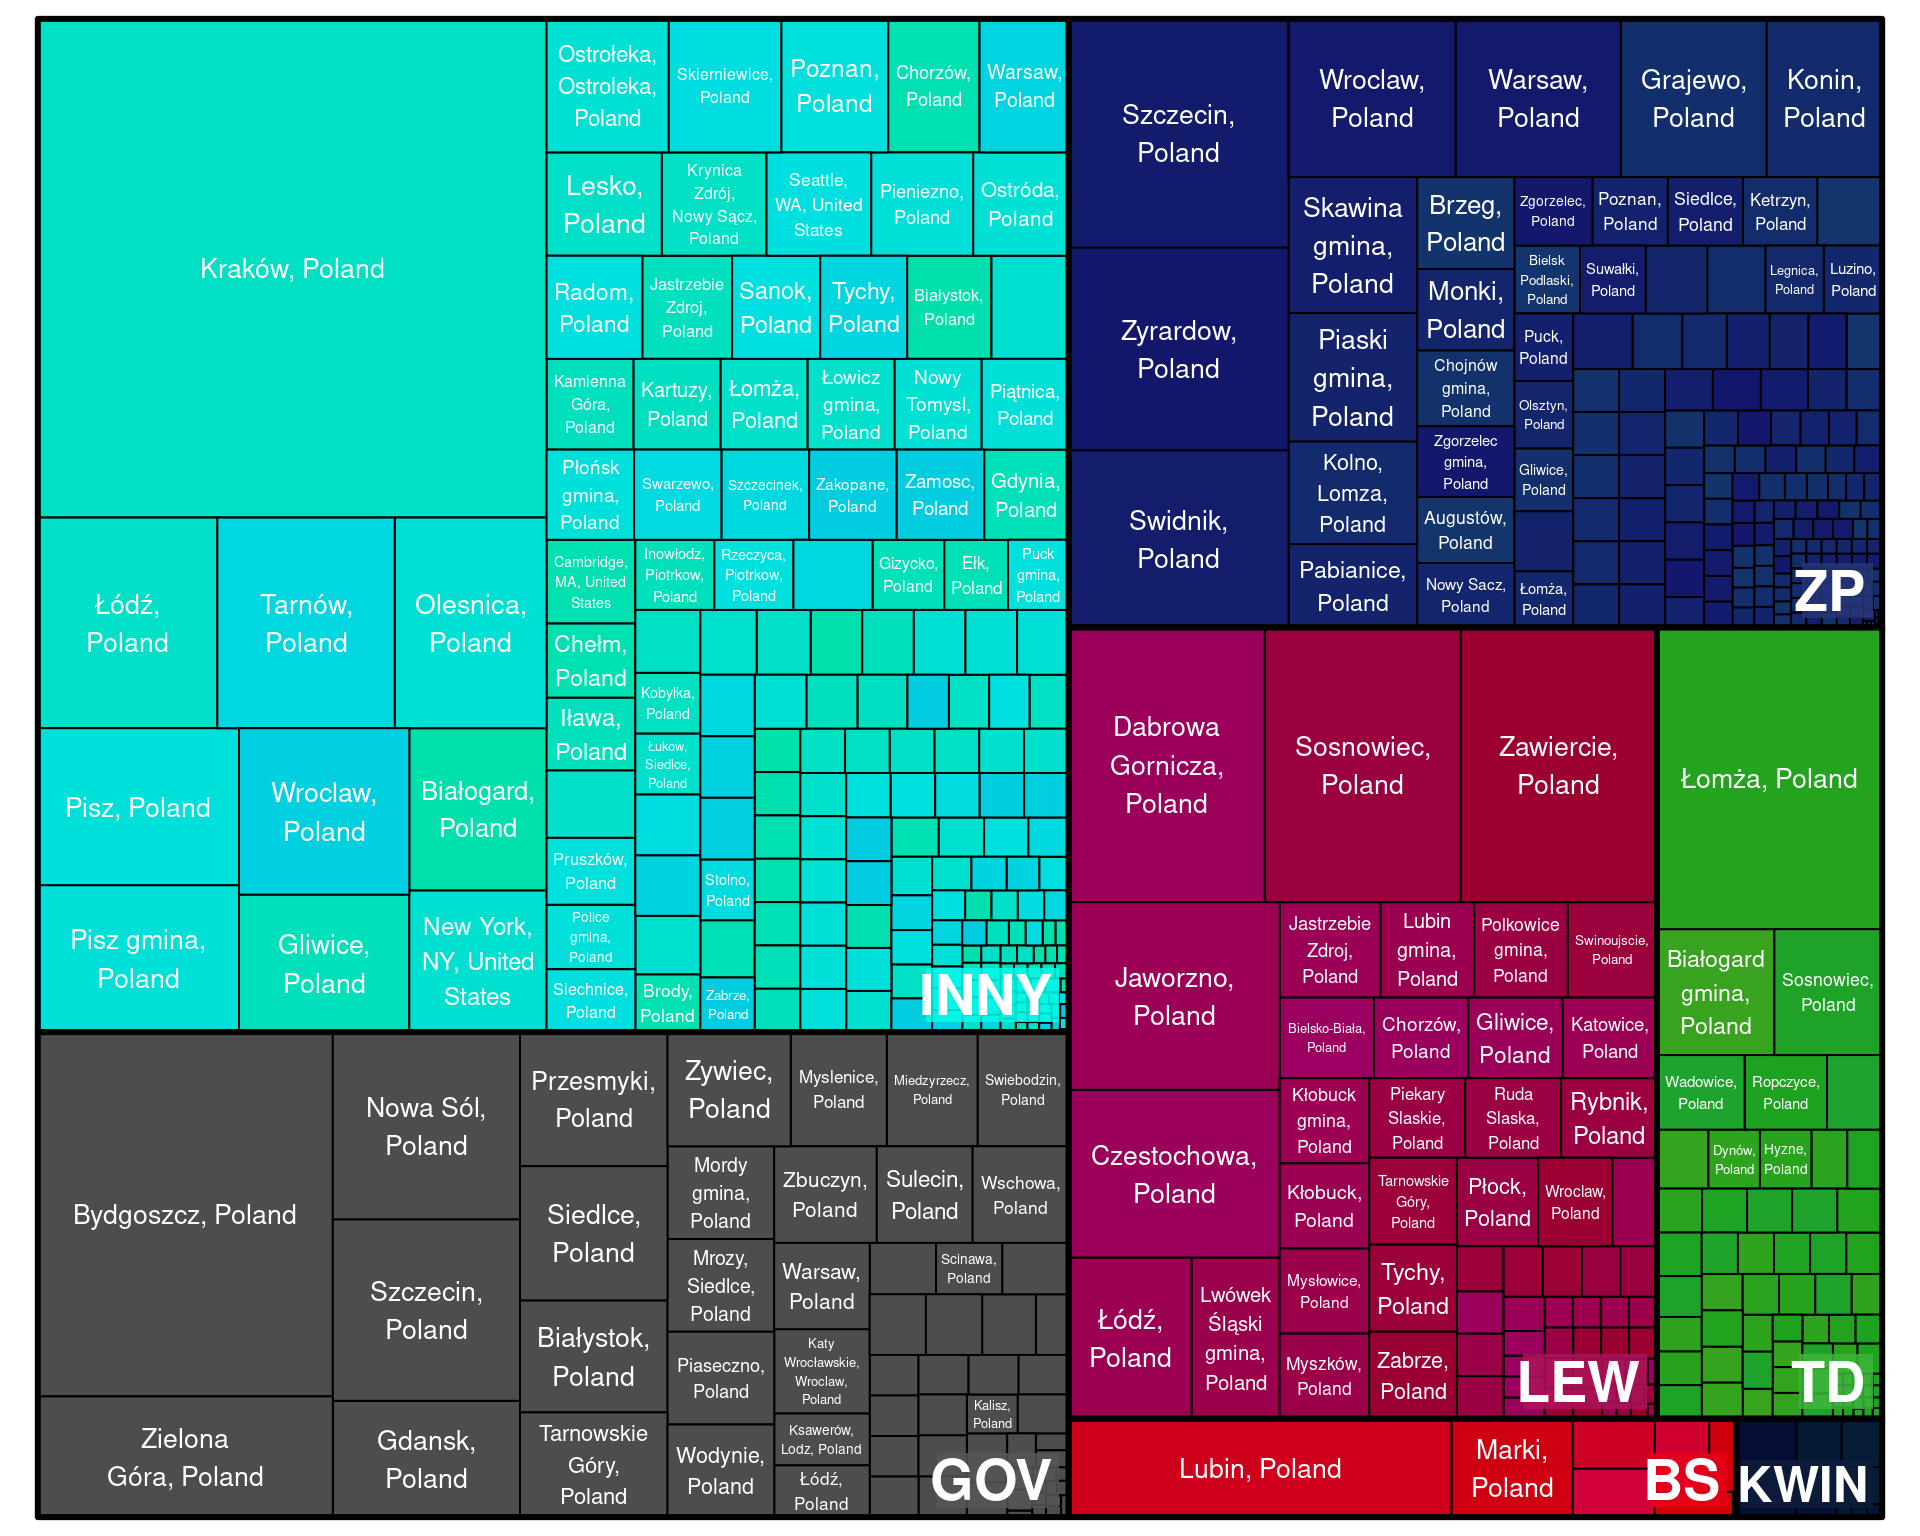 Kraków, Poland
Łódź,
Poland
Tarnów,
Poland
Olesnica,
Poland
Pisz, Poland
Wroclaw,
Poland
Białogard,
Poland
Pisz gmina,
Poland
Gliwice,
Poland
New York,
NY, United
States
Ostrołeka,
Ostroleka,
Poland
Skierniewice,
Poland
Poznan,
Poland
Chorzów,
Poland
Warsaw,
Poland
Lesko,
Poland
Krynica
Zdrój,
Nowy Sącz,
Poland
Seattle,
WA, United
States
Pieniezno,
Poland
Ostróda,
Poland
Radom,
Poland
Jastrzebie
Zdroj,
Poland
Sanok,
Poland
Tychy,
Poland
Białystok,
Poland
Kamienna
Góra,
Poland
Kartuzy,
Poland
Łomża,
Poland
Łowicz
gmina,
Poland
Nowy
Tomysl,
Poland
Piątnica,
Poland
Płońsk
gmina,
Poland
Swarzewo,
Poland
Szczecinek,
Poland
Zakopane,
Poland
Zamosc,
Poland
Gdynia,
Poland
Cambridge,
MA, United
States
Inowłodz,
Piotrkow,
Poland
Rzeczyca,
Piotrkow,
Poland
Gizycko,
Poland
Ełk,
Poland
Puck
gmina,
Poland
Chełm,
Poland
Kobyłka,
Poland
Iława,
Poland
Łukow,
Siedlce,
Poland
Pruszków,
Poland
Stolno,
Poland
Police
gmina,
Poland
Siechnice,
Poland
Brody,
Poland
Zabrze,
Poland
INNY
Szczecin,
Poland
Zyrardow,
Poland
Swidnik,
Poland
Wroclaw,
Poland
Warsaw,
Poland
Grajewo,
Poland
Konin,
Poland
Skawina
gmina,
Poland
Piaski
gmina,
Poland
Kolno,
Lomza,
Poland
Pabianice,
Poland
Brzeg,
Poland
Monki,
Poland
Chojnów
gmina,
Poland
Zgorzelec
gmina,
Poland
Augustów,
Poland
Nowy Sacz,
Poland
Zgorzelec,
Poland
Poznan,
Poland
Siedlce,
Poland
Ketrzyn,
Poland
Bielsk
Podlaski,
Poland
Suwałki,
Poland
Legnica,
Poland
Luzino,
Poland
Puck,
Poland
Olsztyn,
Poland
Gliwice,
Poland
Łomża,
Poland
ZP
Bydgoszcz, Poland
Zielona
Góra, Poland
Nowa Sól,
Poland
Szczecin,
Poland
Gdansk,
Poland
Przesmyki,
Poland
Siedlce,
Poland
Białystok,
Poland
Tarnowskie
Góry,
Poland
Zywiec,
Poland
Myslenice,
Poland
Miedzyrzecz,
Poland
Swiebodzin,
Poland
Mordy
gmina,
Poland
Zbuczyn,
Poland
Sulecin,
Poland
Wschowa,
Poland
Mrozy,
Siedlce,
Poland
Warsaw,
Poland
Scinawa,
Poland
Piaseczno,
Poland
Katy
Wrocławskie,
Wroclaw,
Poland
Kalisz,
Poland
Wodynie,
Poland
Ksawerów,
Lodz, Poland
Łódź,
Poland
GOV
Dabrowa
Gornicza,
Poland
Sosnowiec,
Poland
Zawiercie,
Poland
Jaworzno,
Poland
Czestochowa,
Poland
Łódź,
Poland
Lwówek
Śląski
gmina,
Poland
Jastrzebie
Zdroj,
Poland
Lubin
gmina,
Poland
Polkowice
gmina,
Poland
Swinoujscie,
Poland
Bielsko-Biała,
Poland
Chorzów,
Poland
Gliwice,
Poland
Katowice,
Poland
Kłobuck
gmina,
Poland
Piekary
Slaskie,
Poland
Ruda
Slaska,
Poland
Rybnik,
Poland
Kłobuck,
Poland
Tarnowskie
Góry,
Poland
Płock,
Poland
Wroclaw,
Poland
Mysłowice,
Poland
Tychy,
Poland
Myszków,
Poland
Zabrze,
Poland
LEW
Łomża, Poland
Białogard
gmina,
Poland
Sosnowiec,
Poland
Wadowice,
Poland
Ropczyce,
Poland
Dynów,
Poland
Hyzne,
Poland
TD
Lubin, Poland
Marki,
Poland
BS
KWIN